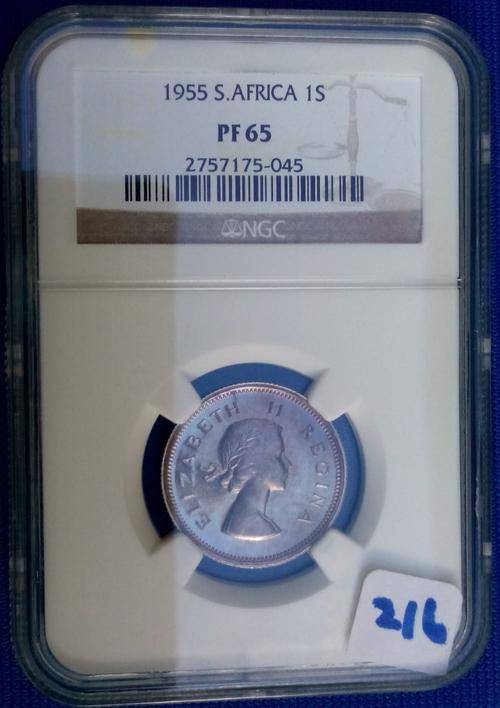 1955 S.AFRICA 1S
PF 65
2757175-045
NGC
ELIZABETH II REGINA
216